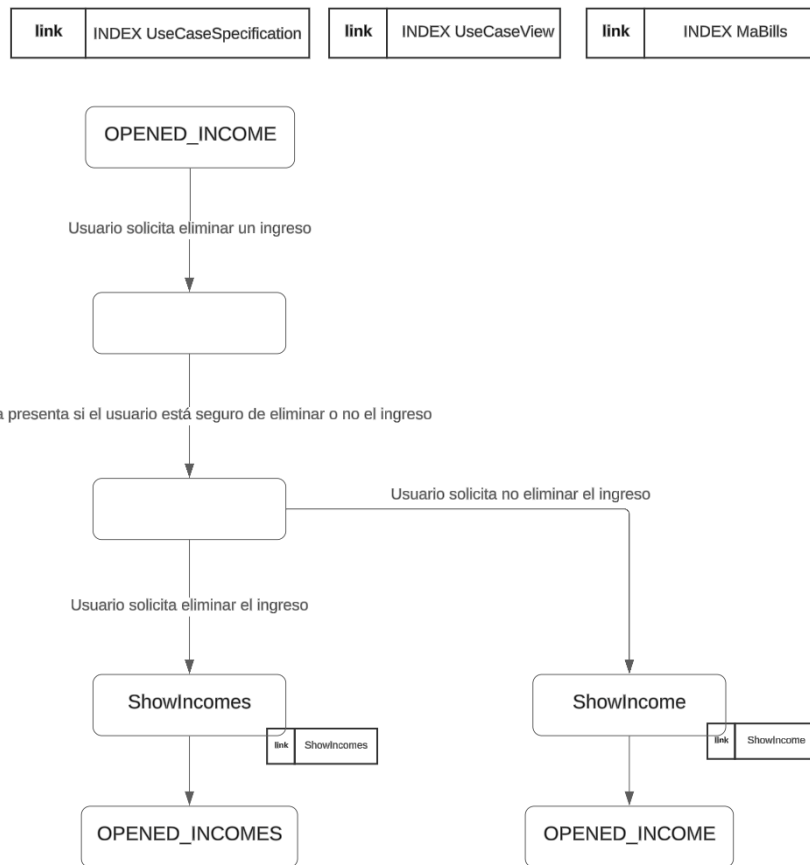 link INDEX UseCaseSpecification
link INDEX UseCaseView
link INDEX MaBills
OPENED_INCOME
Usuario solicita eliminar un ingreso
a presenta si el usuario está seguro de eliminar o no el ingreso
Usuario solicita no eliminar el ingreso
Usuario solicita eliminar el ingreso
ShowIncomes
ShowIncome
link ShowIncomes
link ShowIncome
OPENED_INCOMES
OPENED_INCOME